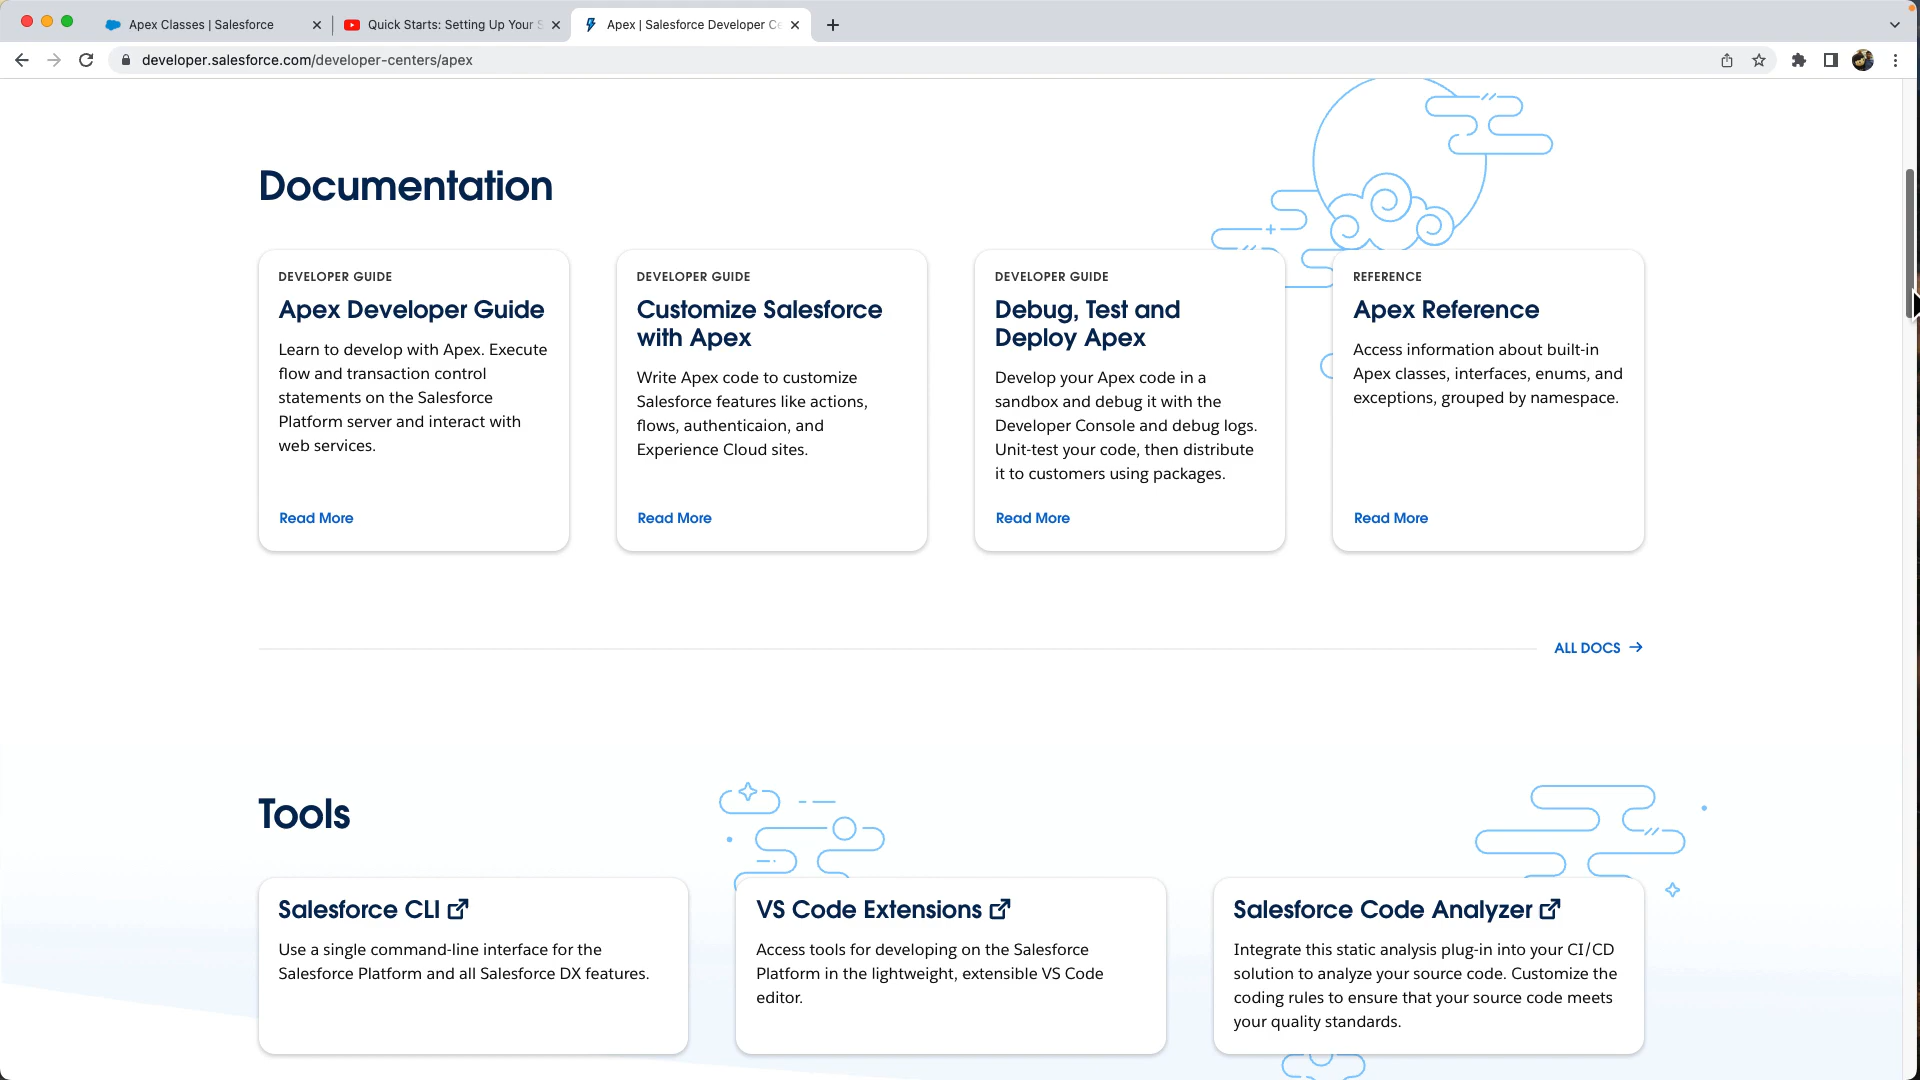 Apex Classes | Salesforce
Quick Starts: Setting Up Your S
Apex | Salesforce Developer Ce
developer.salesforce.com/developer-centers/apex
Documentation
DEVELOPER GUIDE
Apex Developer Guide
Learn to develop with Apex. Execute
flow and transaction control
statements on the Salesforce
Platform server and interact with
web services.
Read More
DEVELOPER GUIDE
Customize Salesforce
with Apex
Write Apex code to customize
Salesforce features like actions,
flows, authenticaion, and
Experience Cloud sites.
Read More
DEVELOPER GUIDE
Debug, Test and
Deploy Apex
Develop your Apex code in a
sandbox and debug it with the
Developer Console and debug logs.
Unit-test your code, then distribute
it to customers using packages.
Read More
REFERENCE
Apex Reference
Access information about built-in
Apex classes, interfaces, enums, and
exceptions, grouped by namespace.
Read More
ALL DOCS
Tools
Salesforce CLI
Use a single command-line interface for the
Salesforce Platform and all Salesforce DX features.
VS Code Extensions
Access tools for developing on the Salesforce
Platform in the lightweight, extensible VS Code
editor.
Salesforce Code Analyzer
Integrate this static analysis plug-in into your CI/CD
solution to analyze your source code. Customize the
coding rules to ensure that your source code meets
your quality standards.